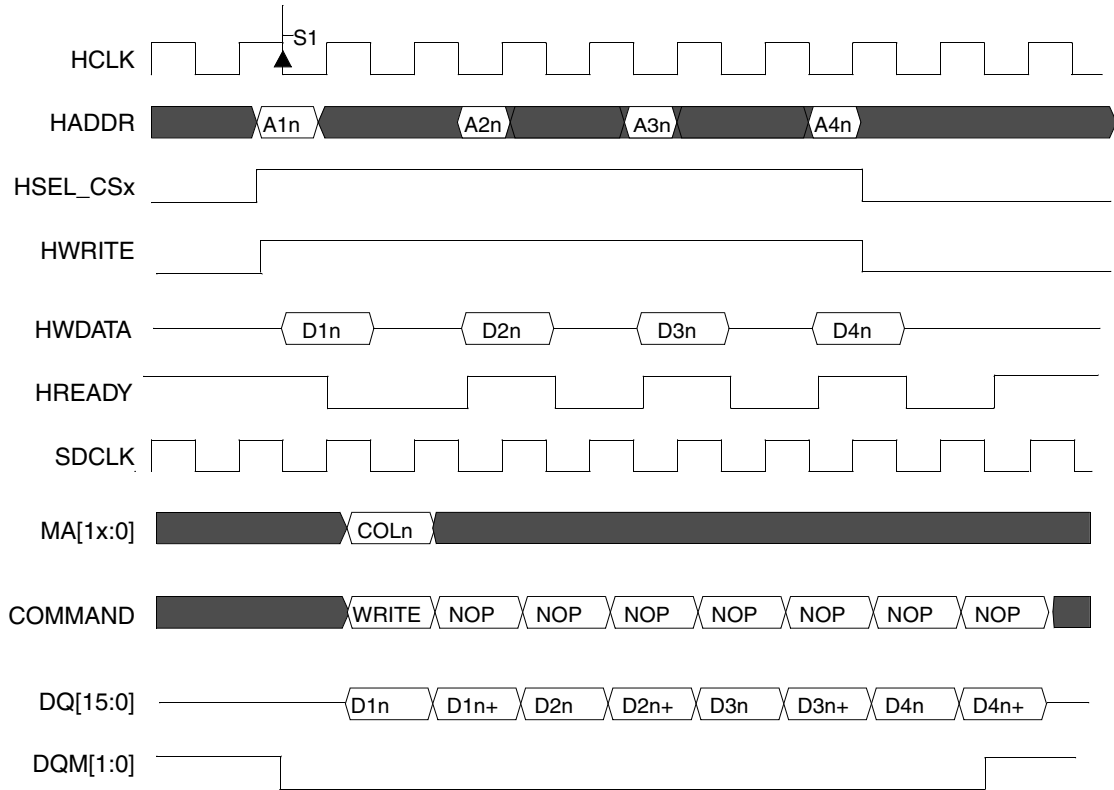 S1
HCLK
HADDR A1n A2n A3n A4n
HSEL_CSx
HWRITE
HWDATA D1n D2n D3n D4n
HREADY
SDCLK
MA[1x:0] COLn
COMMAND WRITE NOP NOP NOP NOP NOP NOP NOP
DQ[15:0] D1n D1n+ D2n D2n+ D3n D3n+ D4n D4n+
DQM[1:0]